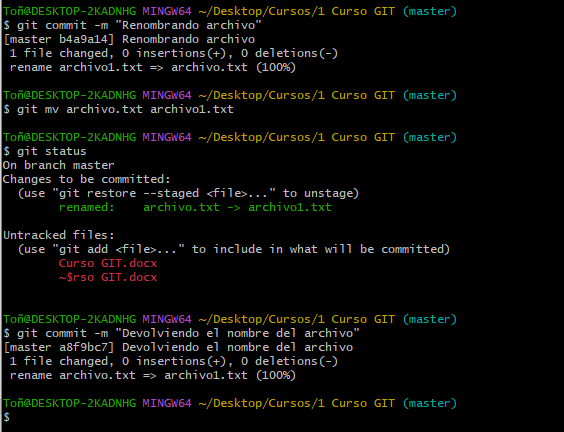 Toñ@DESKTOP-2KADNHG MINGW64 ~/Desktop/Cursos/1 Curso GIT (master)
$ git commit -m "Renombrando archivo"
[master b4a9a14] Renombrando archivo
 1 file changed, 0 insertions(+), 0 deletions(-)
 rename archivo1.txt => archivo.txt (100%)

Toñ@DESKTOP-2KADNHG MINGW64 ~/Desktop/Cursos/1 Curso GIT (master)
$ git mv archivo.txt archivo1.txt

Toñ@DESKTOP-2KADNHG MINGW64 ~/Desktop/Cursos/1 Curso GIT (master)
$ git status
On branch master
Changes to be committed:
  (use "git restore --staged <file>..." to unstage)
        renamed:    archivo.txt -> archivo1.txt

Untracked files:
  (use "git add <file>..." to include in what will be committed)
        Curso GIT.docx
        ~$rso GIT.docx

Toñ@DESKTOP-2KADNHG MINGW64 ~/Desktop/Cursos/1 Curso GIT (master)
$ git commit -m "Devolviendo el nombre del archivo"
[master a8f9bc7] Devolviendo el nombre del archivo
 1 file changed, 0 insertions(+), 0 deletions(-)
 rename archivo.txt => archivo1.txt (100%)

Toñ@DESKTOP-2KADNHG MINGW64 ~/Desktop/Cursos/1 Curso GIT (master)
$